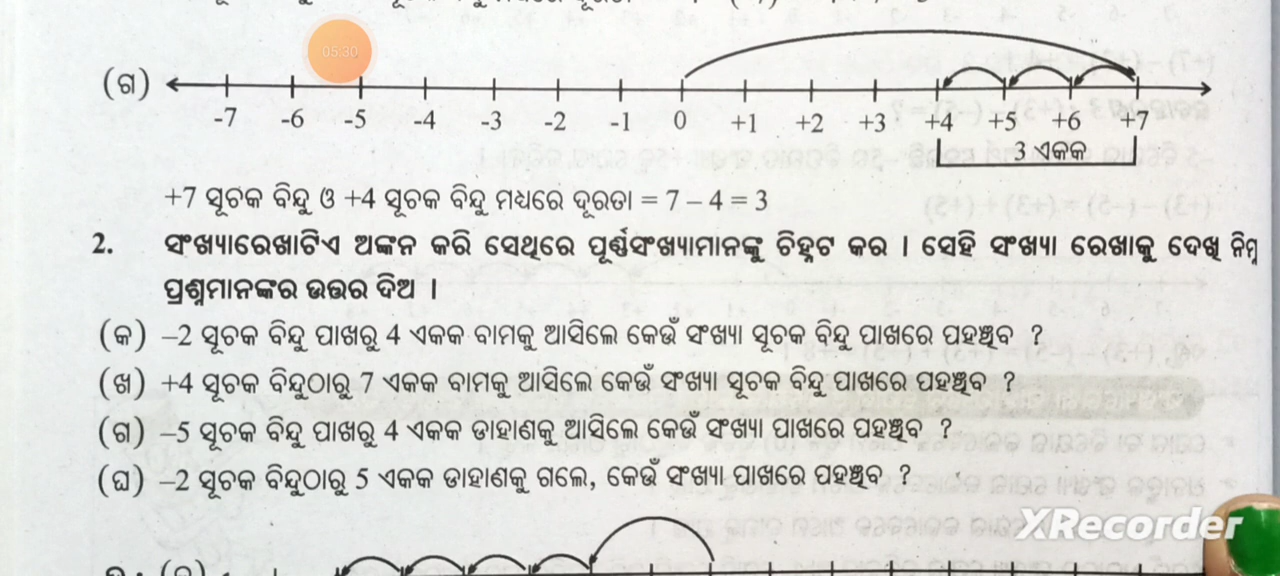 05:30
(ଗ)
-7 -6 -5 -4 -3 -2 -1 0 +1 +2 +3 +4 +5 +6 +7
3 ଏକକ
+7 ସୂଚକ ବିନ୍ଦୁ ଓ +4 ସୂଚକ ବିନ୍ଦୁ ମଧ୍ୟରେ ଦୂରତା = 7 – 4 = 3
2. ସଂଖ୍ୟାରେଖାଟିଏ ଅଙ୍କନ କରି ସେଥିରେ ପୂର୍ଣ୍ଣସଂଖ୍ୟାମାନଙ୍କୁ ଚିହ୍ନଟ କର । ସେହି ସଂଖ୍ୟା ରେଖାକୁ ଦେଖି ନିମ୍ନ
ପ୍ରଶ୍ନମାନଙ୍କର ଉତ୍ତର ଦିଅ ।
(କ) –2 ସୂଚକ ବିନ୍ଦୁ ପାଖରୁ 4 ଏକକ ବାମକୁ ଆସିଲେ କେଉଁ ସଂଖ୍ୟା ସୂଚକ ବିନ୍ଦୁ ପାଖରେ ପହଞ୍ଚିବ ?
(ଖ) +4 ସୂଚକ ବିନ୍ଦୁଠାରୁ 7 ଏକକ ବାମକୁ ଆସିଲେ କେଉଁ ସଂଖ୍ୟା ସୂଚକ ବିନ୍ଦୁ ପାଖରେ ପହଞ୍ଚିବ ?
(ଗ) –5 ସୂଚକ ବିନ୍ଦୁ ପାଖରୁ 4 ଏକକ ଡ଼ାହାଣକୁ ଆସିଲେ କେଉଁ ସଂଖ୍ୟା ପାଖରେ ପହଞ୍ଚିବ ?
(ଘ) –2 ସୂଚକ ବିନ୍ଦୁଠାରୁ 5 ଏକକ ଡାହାଣକୁ ଗଲେ, କେଉଁ ସଂଖ୍ୟା ପାଖରେ ପହଞ୍ଚିବ ?
XRecorder